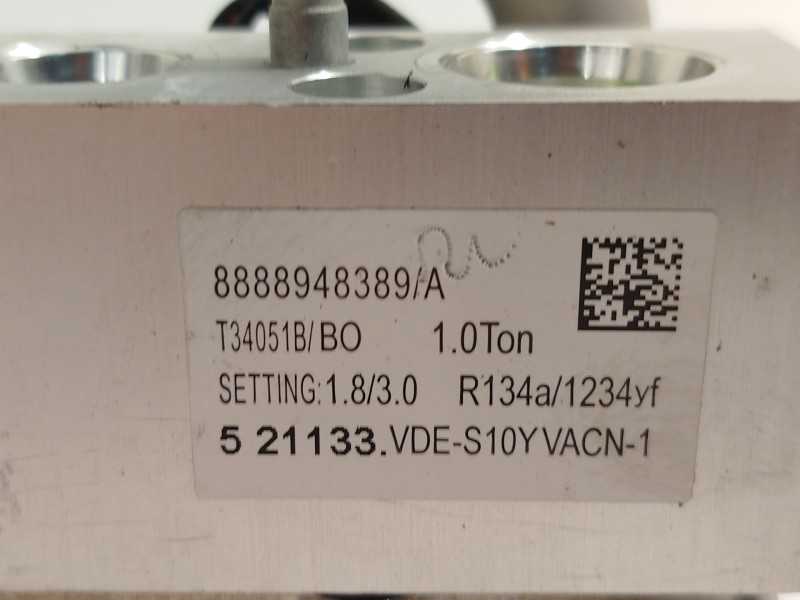 8888948389/A
T34051B/BO 1.0Ton
SETTING:1.8/3.0 R134a/1234yf
5 21133.VDE-S10YVACN-1